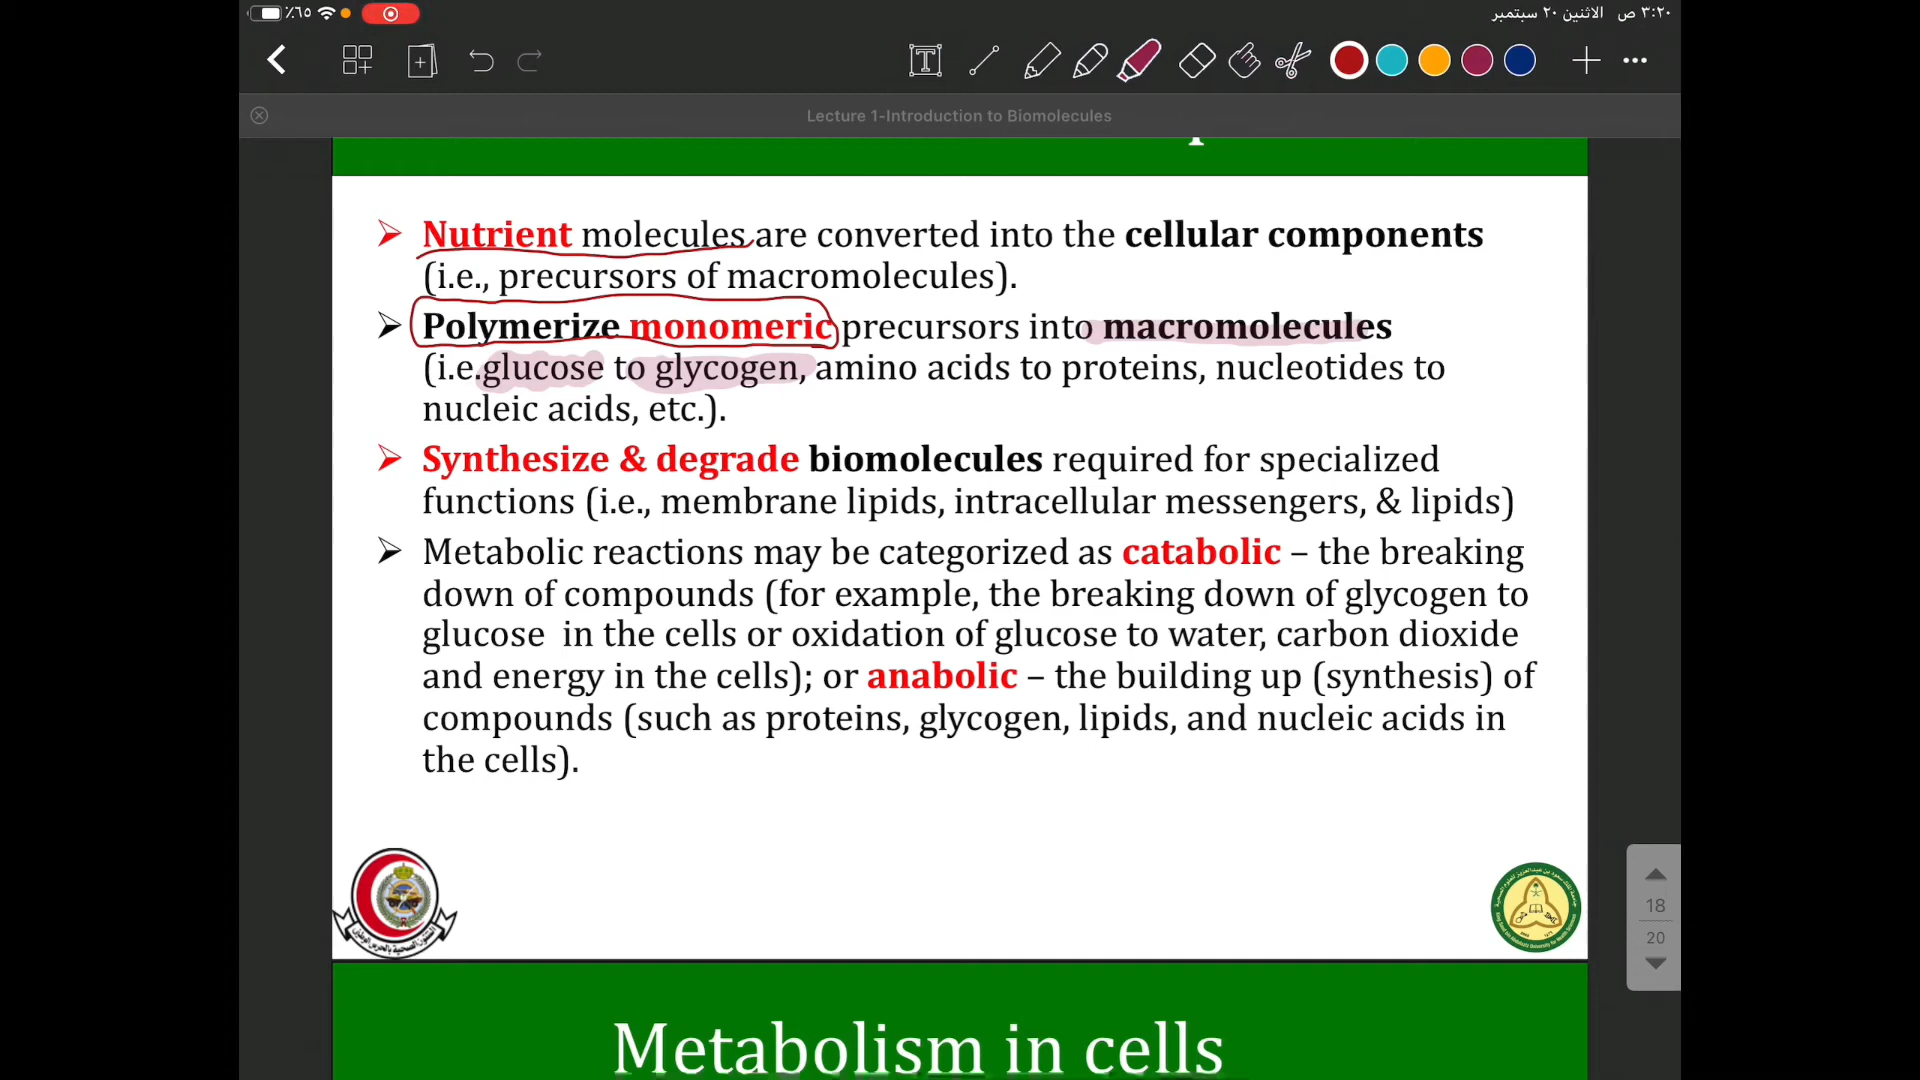 ٪٦٥
٣:٢٠ ص الاثنين ٢٠ سبتمبر
T
Lecture 1-Introduction to Biomolecules
Nutrient molecules are converted into the cellular components
(i.e., precursors of macromolecules).
Polymerize monomeric precursors into macromolecules
(i.e.glucose to glycogen, amino acids to proteins, nucleotides to
nucleic acids, etc.).
Synthesize & degrade biomolecules required for specialized
functions (i.e., membrane lipids, intracellular messengers, & lipids)
Metabolic reactions may be categorized as catabolic – the breaking
down of compounds (for example, the breaking down of glycogen to
glucose in the cells or oxidation of glucose to water, carbon dioxide
and energy in the cells); or anabolic – the building up (synthesis) of
compounds (such as proteins, glycogen, lipids, and nucleic acids in
the cells).
18
20
Metabolism in cells